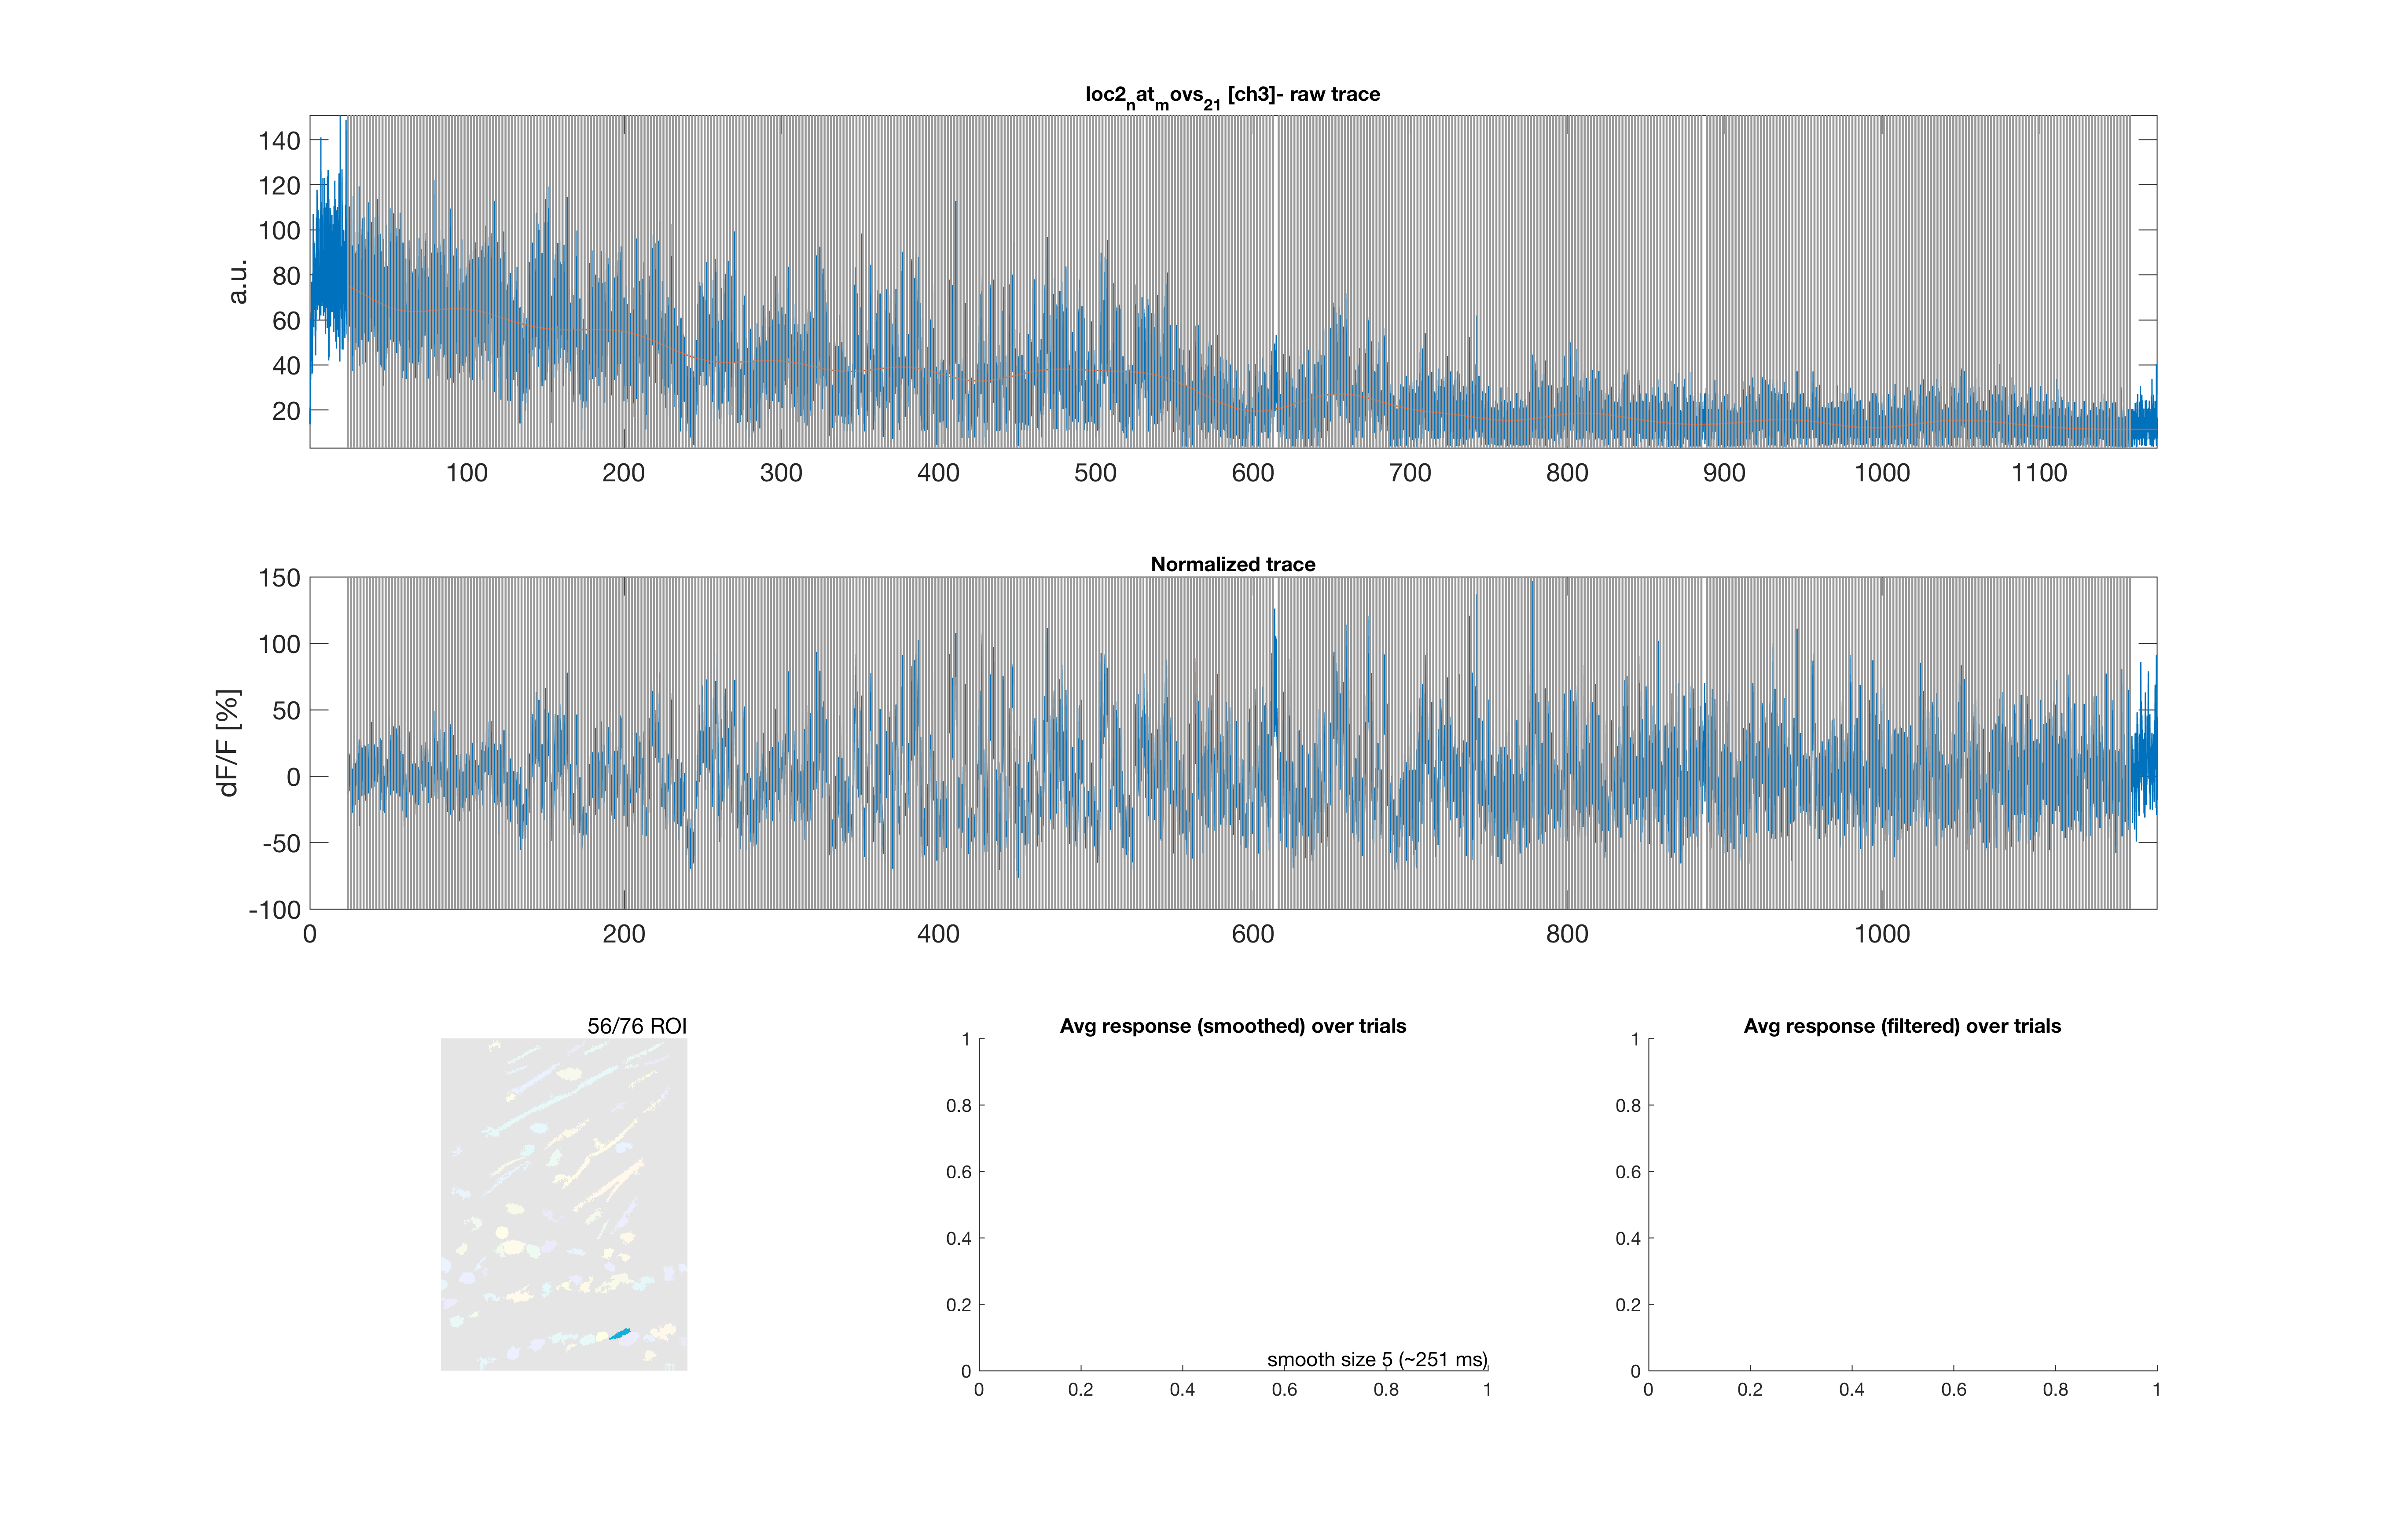 loc2ₙatₘovs₂₁ [ch3]- raw trace
140
120
100
80
60
40
20
a.u.
100 200 300 400 500 600 700 800 900 1000 1100
Normalized trace
150
100
50
0
-50
-100
dF/F [%]
0 200 400 600 800 1000
56/76 ROI
Avg response (smoothed) over trials
1
0.8
0.6
0.4
0.2
0
smooth size 5 (~251 ms)
0 0.2 0.4 0.6 0.8 1
Avg response (filtered) over trials
1
0.8
0.6
0.4
0.2
0
0 0.2 0.4 0.6 0.8 1